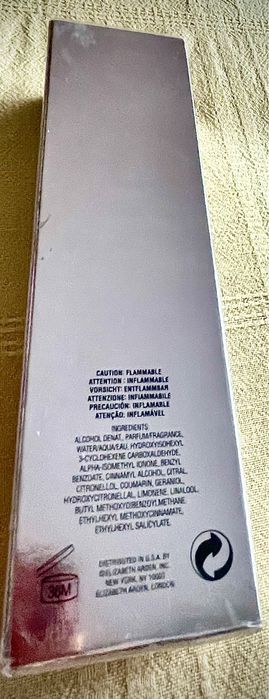 CAUTION: FLAMMABLE
ATTENTION : INFLAMMABLE
VORSICHT: ENTFLAMMBAR
ATTENZIONE: INFIAMMABILE
PRECAUCIÓN: INFLAMABLE
ATENÇÃO: INFLAMÁVEL
INGREDIENTS:
ALCOHOL DENAT, PARFUM/FRAGRANCE,
WATER/AQUA/EAU, HYDROXYISOHEXYL
3-CYCLOHEXENE CARBOXALDEHYDE,
ALPHA-ISOMETHYL IONONE, BENZYL
BENZOATE, CINNAMYL ALCOHOL, CITRAL,
CITRONELLOL, COUMARIN, GERANIOL,
HYDROXYCITRONELLAL, LIMONENE, LINALOOL,
BUTYL METHOXYDIBENZOYLMETHANE,
ETHYLHEXYL METHOXYCINNAMATE,
ETHYLHEXYL SALICYLATE.
36M
DISTRIBUTED IN U.S.A. BY
©ELIZABETH ARDEN, INC.
NEW YORK, NY 10003
ELIZABETH ARDEN, LONDON